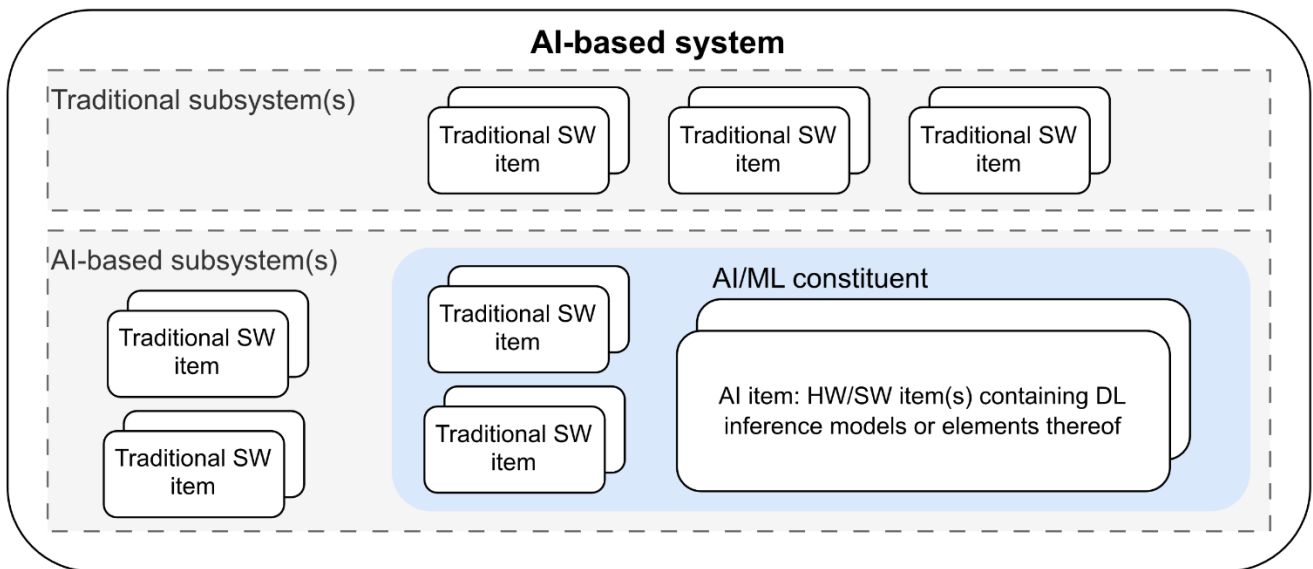 AI-based system
Traditional subsystem(s)
Traditional SW
item
Traditional SW
item
Traditional SW
item
AI-based subsystem(s)
Traditional SW
item
Traditional SW
item
AI/ML constituent
Traditional SW
item
Traditional SW
item
AI item: HW/SW item(s) containing DL
inference models or elements thereof